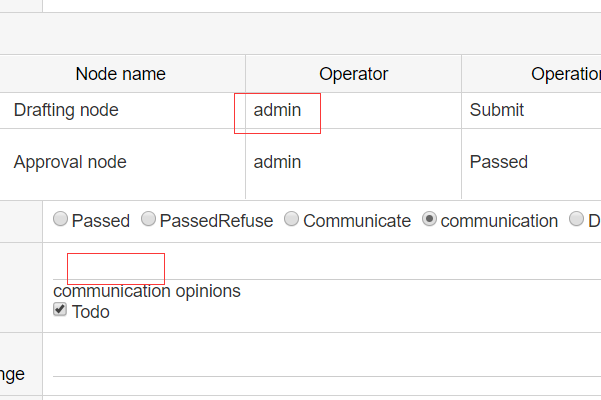 Node name Operator Operation
Drafting node admin Submit
Approval node admin Passed
Passed PassedRefuse Communicate communication D
communication opinions
Todo
nge